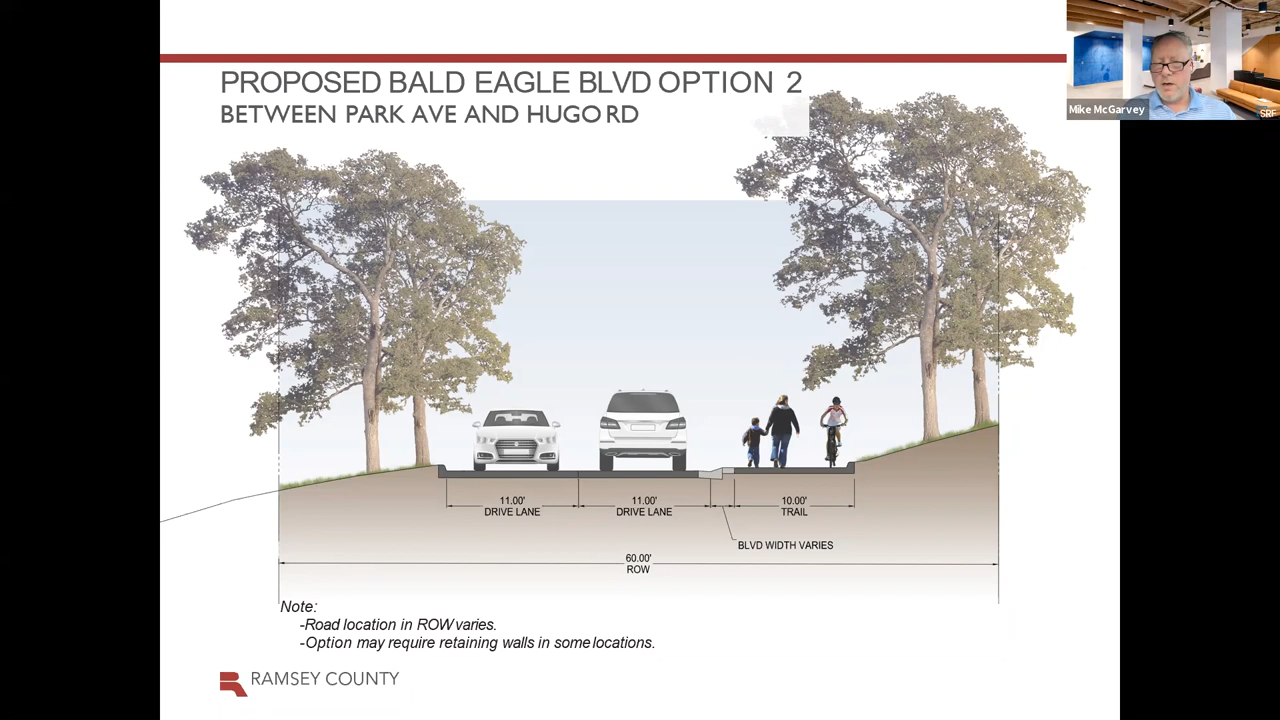 PROPOSED BALD EAGLE BLVD OPTION 2
BETWEEN PARK AVE AND HUGO RD
Mike McGarvey
SRF
11.00'
DRIVE LANE
11.00'
DRIVE LANE
10.00'
TRAIL
BLVD WIDTH VARIES
60.00'
ROW
Note:
-Road location in ROW varies.
-Option may require retaining walls in some locations.
RAMSEY COUNTY